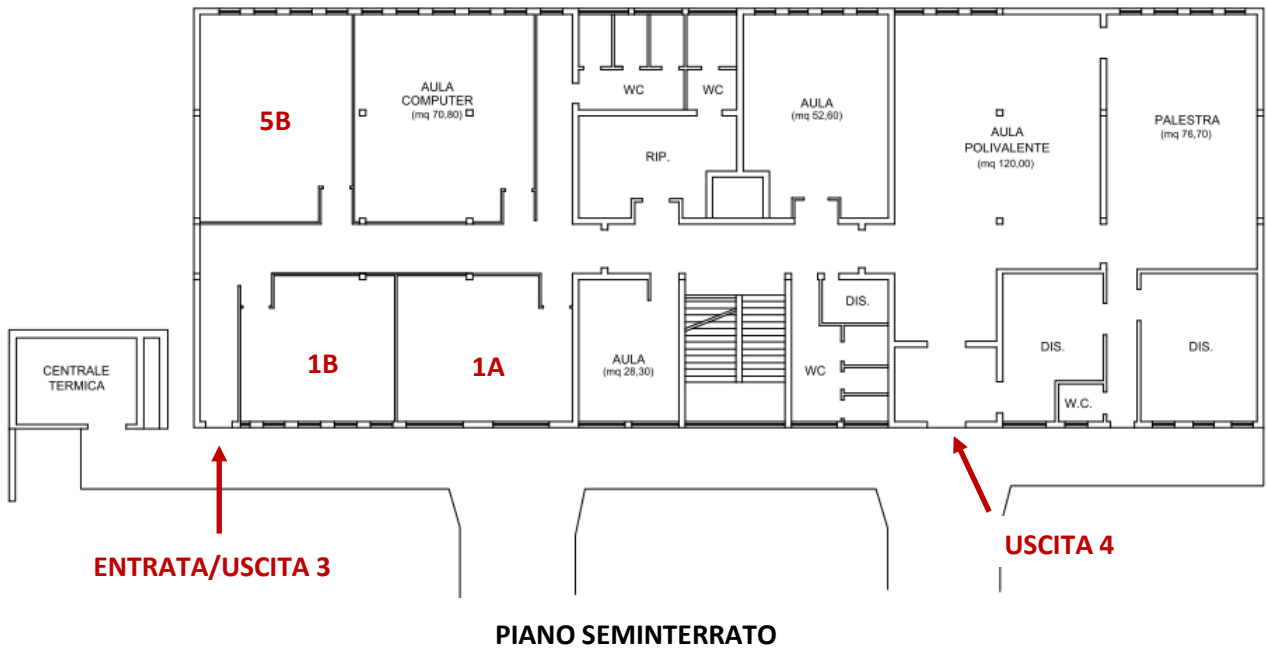 5B
AULA
COMPUTER
(mq 70,80)
WC
WC
RIP.
AULA
(mq 52,60)
AULA
POLIVALENTE
(mq 120,00)
PALESTRA
(mq 76,70)
CENTRALE
TERMICA
1B
1A
AULA
(mq 28,30)
DIS.
WC
DIS.
W.C.
DIS.
ENTRATA/USCITA 3
USCITA 4
PIANO SEMINTERRATO